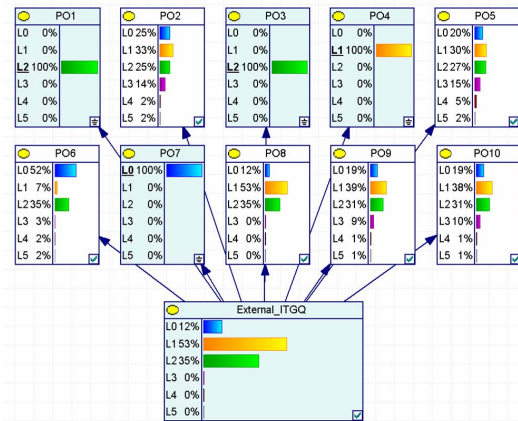 PO1
L0 0%
L1 0%
L2 100%
L3 0%
L4 0%
L5 0%
PO2
L0 25%
L1 33%
L2 25%
L3 14%
L4 2%
L5 2%
PO3
L0 0%
L1 0%
L2 100%
L3 0%
L4 0%
L5 0%
PO4
L0 0%
L1 100%
L2 0%
L3 0%
L4 0%
L5 0%
PO5
L0 20%
L1 30%
L2 27%
L3 15%
L4 5%
L5 2%
PO6
L0 52%
L1 7%
L2 35%
L3 3%
L4 2%
L5 2%
PO7
L0 100%
L1 0%
L2 0%
L3 0%
L4 0%
L5 0%
PO8
L0 12%
L1 53%
L2 35%
L3 0%
L4 0%
L5 0%
PO9
L0 19%
L1 39%
L2 31%
L3 9%
L4 1%
L5 1%
PO10
L0 19%
L1 38%
L2 31%
L3 10%
L4 1%
L5 1%
External_ITGQ
L0 12%
L1 53%
L2 35%
L3 0%
L4 0%
L5 0%